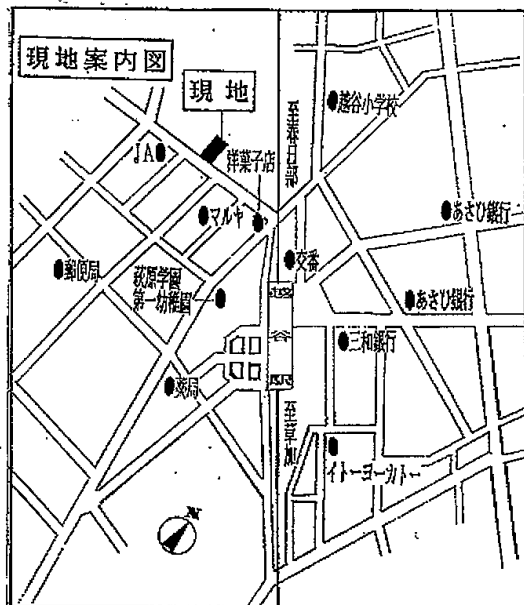 現地案内図
現地
JA
洋菓子店
至春日部
越谷小学校
マルヤ
あさひ銀行
郵便局
萩原学園
第一幼稚園
交番
越谷駅
あさひ銀行
三和銀行
薬局
至草加
イトーヨーカドー
N